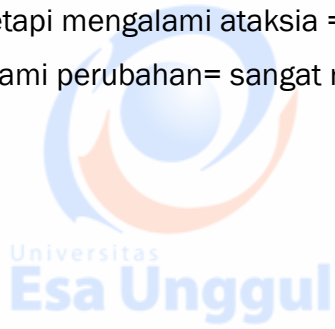 etapi mengalami ataksia =
ami perubahan= sangat
Universitas
Esa Unggul